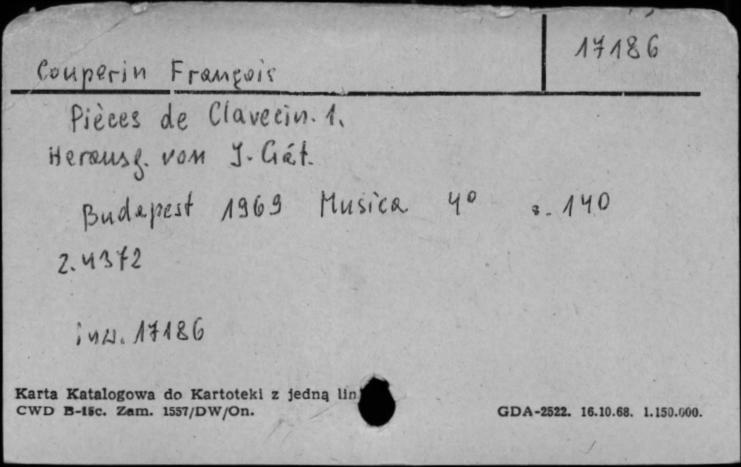 17186
Couperin François
Pièces de Clavecin. 1.
Herausg. von J. Gát.
Budapest 1969 Musica 4° s. 140
Z. 4372
inw. 17186
Karta Katalogowa do Kartoteki z jedną lin
CWD B-15c. Zam. 1557/DW/On.
GDA-2522. 16.10.68. 1.150.000.